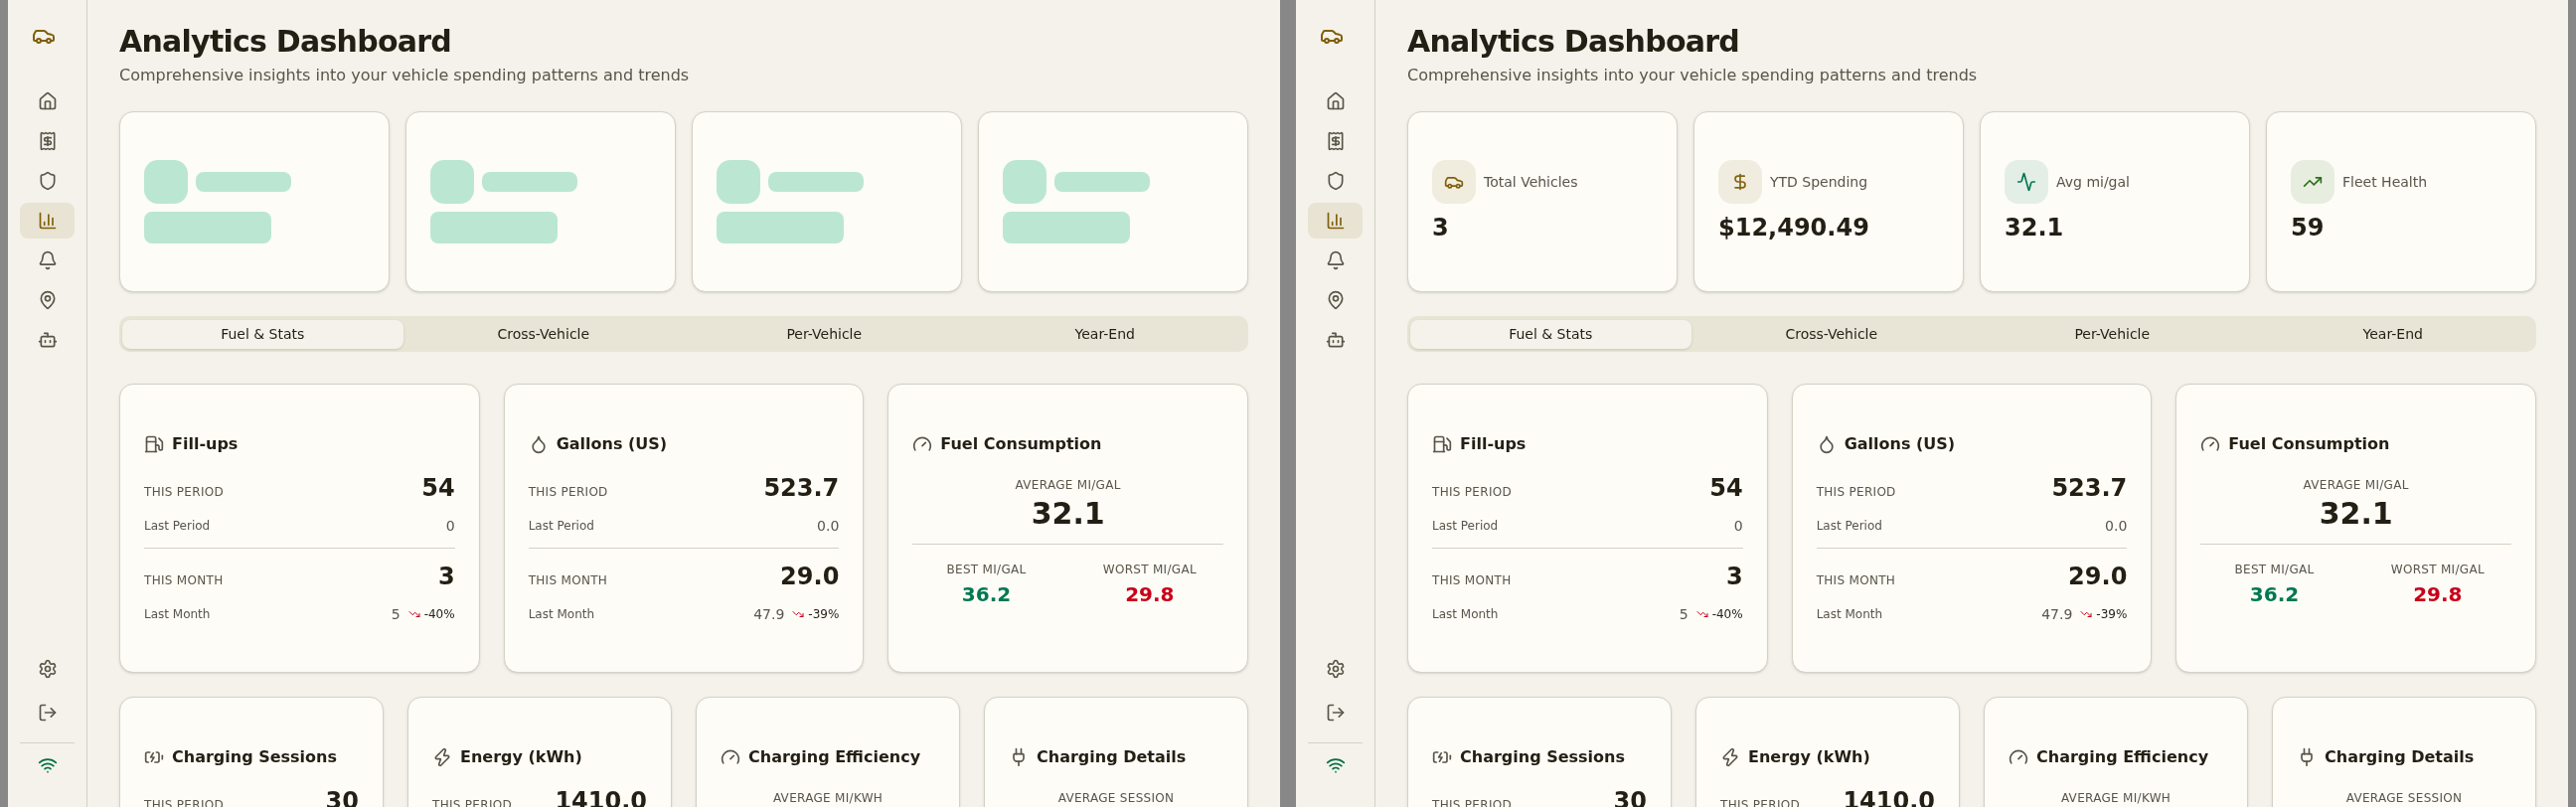 Analytics Dashboard
Comprehensive insights into your vehicle spending patterns and trends
Fuel & Stats Cross-Vehicle Per-Vehicle Year-End
Fill-ups
THIS PERIOD 54
Last Period 0
THIS MONTH 3
Last Month 5 -40%
Gallons (US)
THIS PERIOD 523.7
Last Period 0.0
THIS MONTH 29.0
Last Month 47.9 -39%
Fuel Consumption
AVERAGE MI/GAL
32.1
BEST MI/GAL WORST MI/GAL
36.2 29.8
Charging Sessions
THIS PERIOD 30
Energy (kWh)
THIS PERIOD 1410.0
Charging Efficiency
AVERAGE MI/KWH
Charging Details
AVERAGE SESSION
Analytics Dashboard
Comprehensive insights into your vehicle spending patterns and trends
Total Vehicles
3
YTD Spending
$12,490.49
Avg mi/gal
32.1
Fleet Health
59
Fuel & Stats Cross-Vehicle Per-Vehicle Year-End
Fill-ups
THIS PERIOD 54
Last Period 0
THIS MONTH 3
Last Month 5 -40%
Gallons (US)
THIS PERIOD 523.7
Last Period 0.0
THIS MONTH 29.0
Last Month 47.9 -39%
Fuel Consumption
AVERAGE MI/GAL
32.1
BEST MI/GAL WORST MI/GAL
36.2 29.8
Charging Sessions
THIS PERIOD 30
Energy (kWh)
THIS PERIOD 1410.0
Charging Efficiency
AVERAGE MI/KWH
Charging Details
AVERAGE SESSION